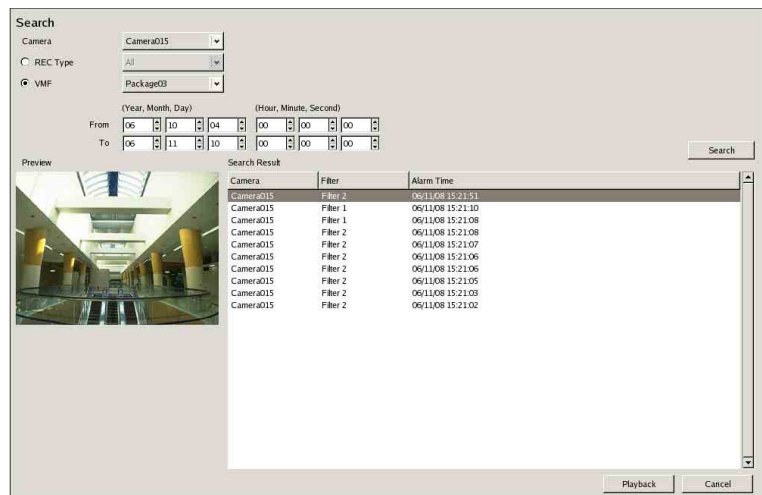 Search
Camera Camera015
REC Type All
VMF Package03
(Year, Month, Day) (Hour, Minute, Second)
From 06 10 04 00 00 00
To 06 11 10 00 00 00
Search
Preview Search Result
Camera Filter Alarm Time
Camera015 Filter 2 06/11/08 15:21:51
Camera015 Filter 1 06/11/08 15:21:10
Camera015 Filter 1 06/11/08 15:21:08
Camera015 Filter 2 06/11/08 15:21:08
Camera015 Filter 2 06/11/08 15:21:07
Camera015 Filter 2 06/11/08 15:21:06
Camera015 Filter 2 06/11/08 15:21:06
Camera015 Filter 2 06/11/08 15:21:05
Camera015 Filter 2 06/11/08 15:21:03
Camera015 Filter 2 06/11/08 15:21:02
Playback Cancel